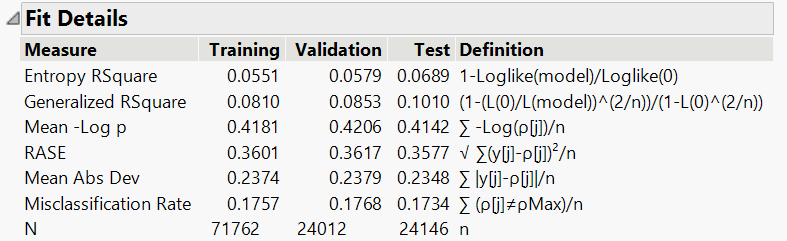 Fit Details
Measure Training Validation Test Definition
Entropy RSquare 0.0551 0.0579 0.0689 1-Loglike(model)/Loglike(0)
Generalized RSquare 0.0810 0.0853 0.1010 (1-(L(0)/L(model))^(2/n))/(1-L(0)^(2/n))
Mean -Log p 0.4181 0.4206 0.4142 ∑ -Log(ρ[j])/n
RASE 0.3601 0.3617 0.3577 √ ∑(y[j]-ρ[j])²/n
Mean Abs Dev 0.2374 0.2379 0.2348 ∑ |y[j]-ρ[j]|/n
Misclassification Rate 0.1757 0.1768 0.1734 ∑ (ρ[j]≠ρMax)/n
N 71762 24012 24146 n